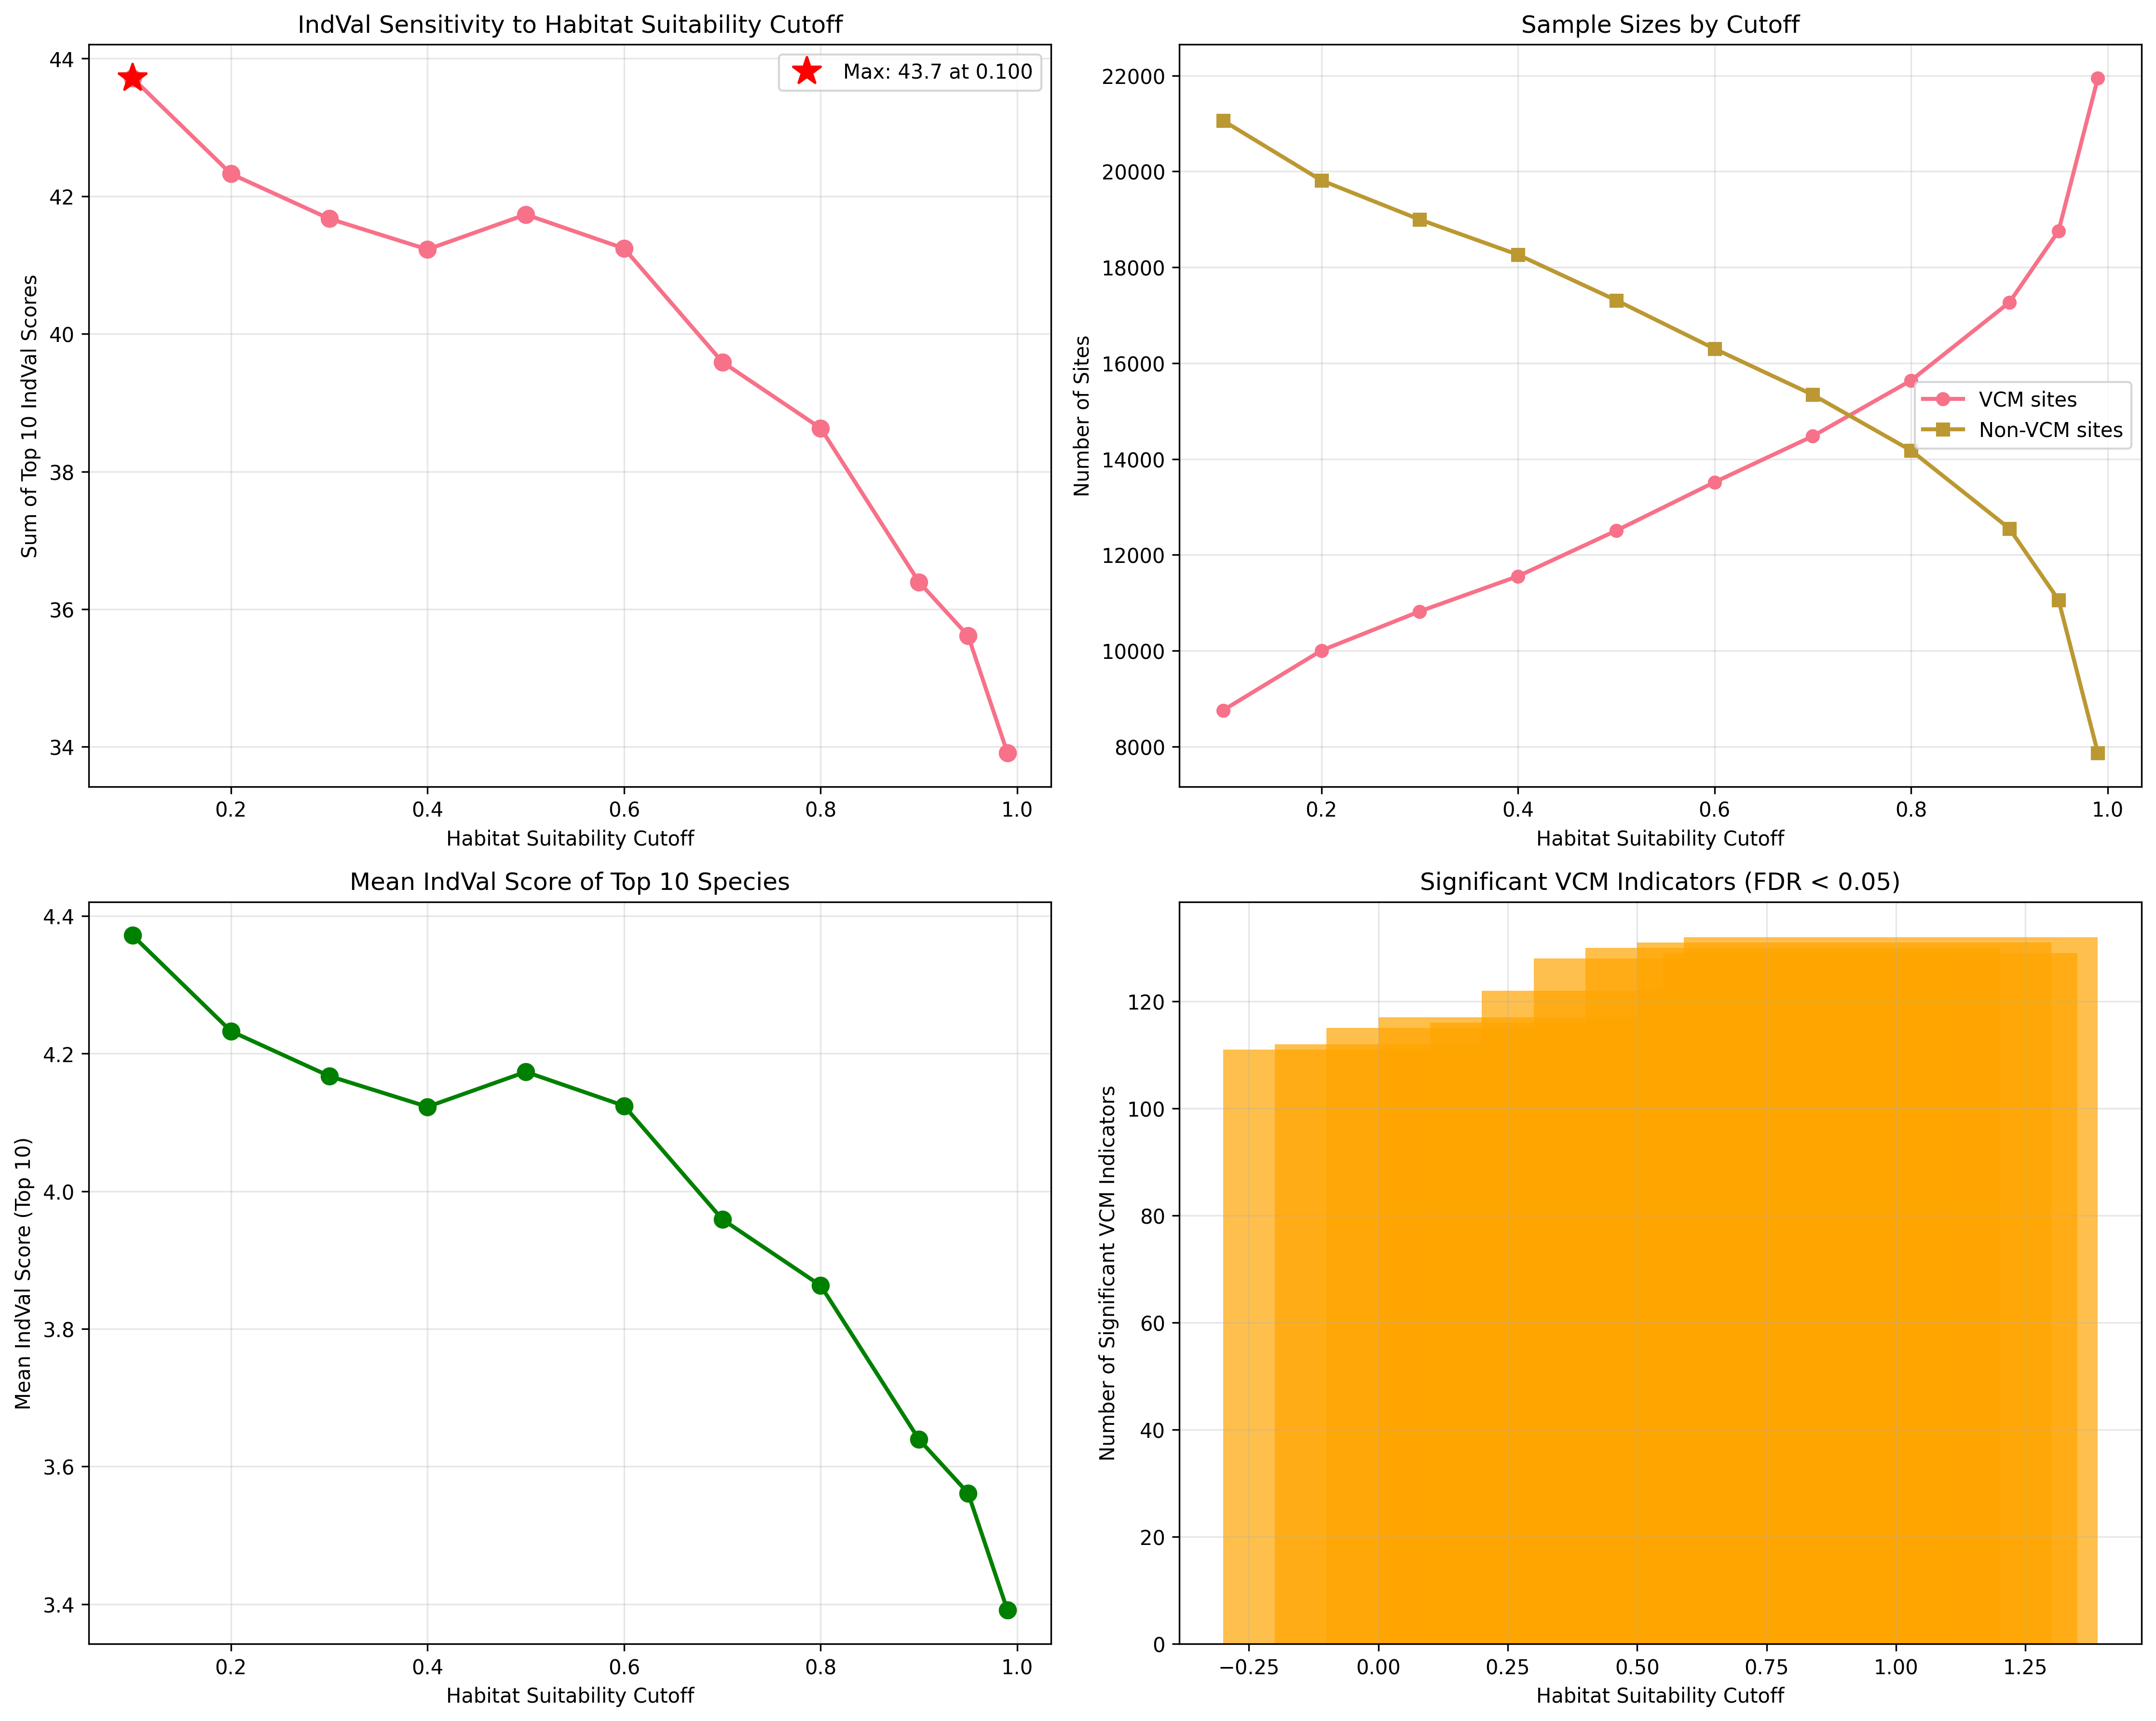 IndVal Sensitivity to Habitat Suitability Cutoff
Max: 43.7 at 0.100
Sum of Top 10 IndVal Scores
44
42
40
38
36
34
0.2 0.4 0.6 0.8 1.0
Habitat Suitability Cutoff
Sample Sizes by Cutoff
VCM sites
Non-VCM sites
Number of Sites
22000
20000
18000
16000
14000
12000
10000
8000
0.2 0.4 0.6 0.8 1.0
Habitat Suitability Cutoff
Mean IndVal Score of Top 10 Species
Mean IndVal Score (Top 10)
4.4
4.2
4.0
3.8
3.6
3.4
0.2 0.4 0.6 0.8 1.0
Habitat Suitability Cutoff
Significant VCM Indicators (FDR < 0.05)
Number of Significant VCM Indicators
120
100
80
60
40
20
0
−0.25 0.00 0.25 0.50 0.75 1.00 1.25
Habitat Suitability Cutoff